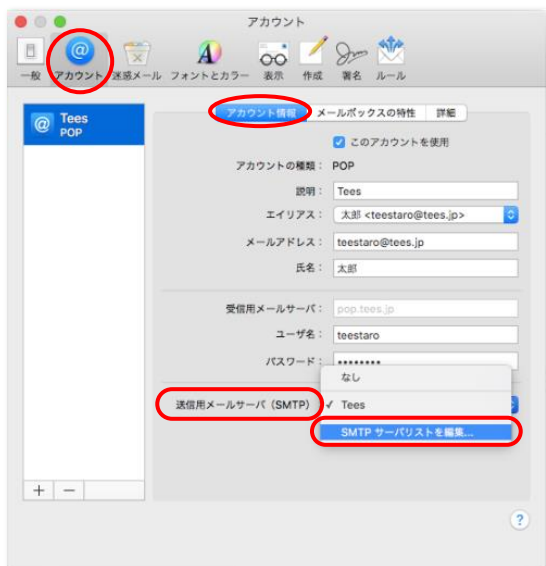 アカウント
一般 アカウント 迷惑メール フォントとカラー 表示 作成 署名 ルール
Tees
POP
アカウント情報 メールボックスの特性 詳細
このアカウントを使用
アカウントの種類： POP
説明： Tees
エイリアス： 太郎 <teestaro@tees.jp>
メールアドレス： teestaro@tees.jp
氏名： 太郎
受信用メールサーバ： pop.tees.jp
ユーザ名： teestaro
パスワード： ••••••••
なし
送信用メールサーバ（SMTP） ✓ Tees
SMTP サーバリストを編集...
+ −
?